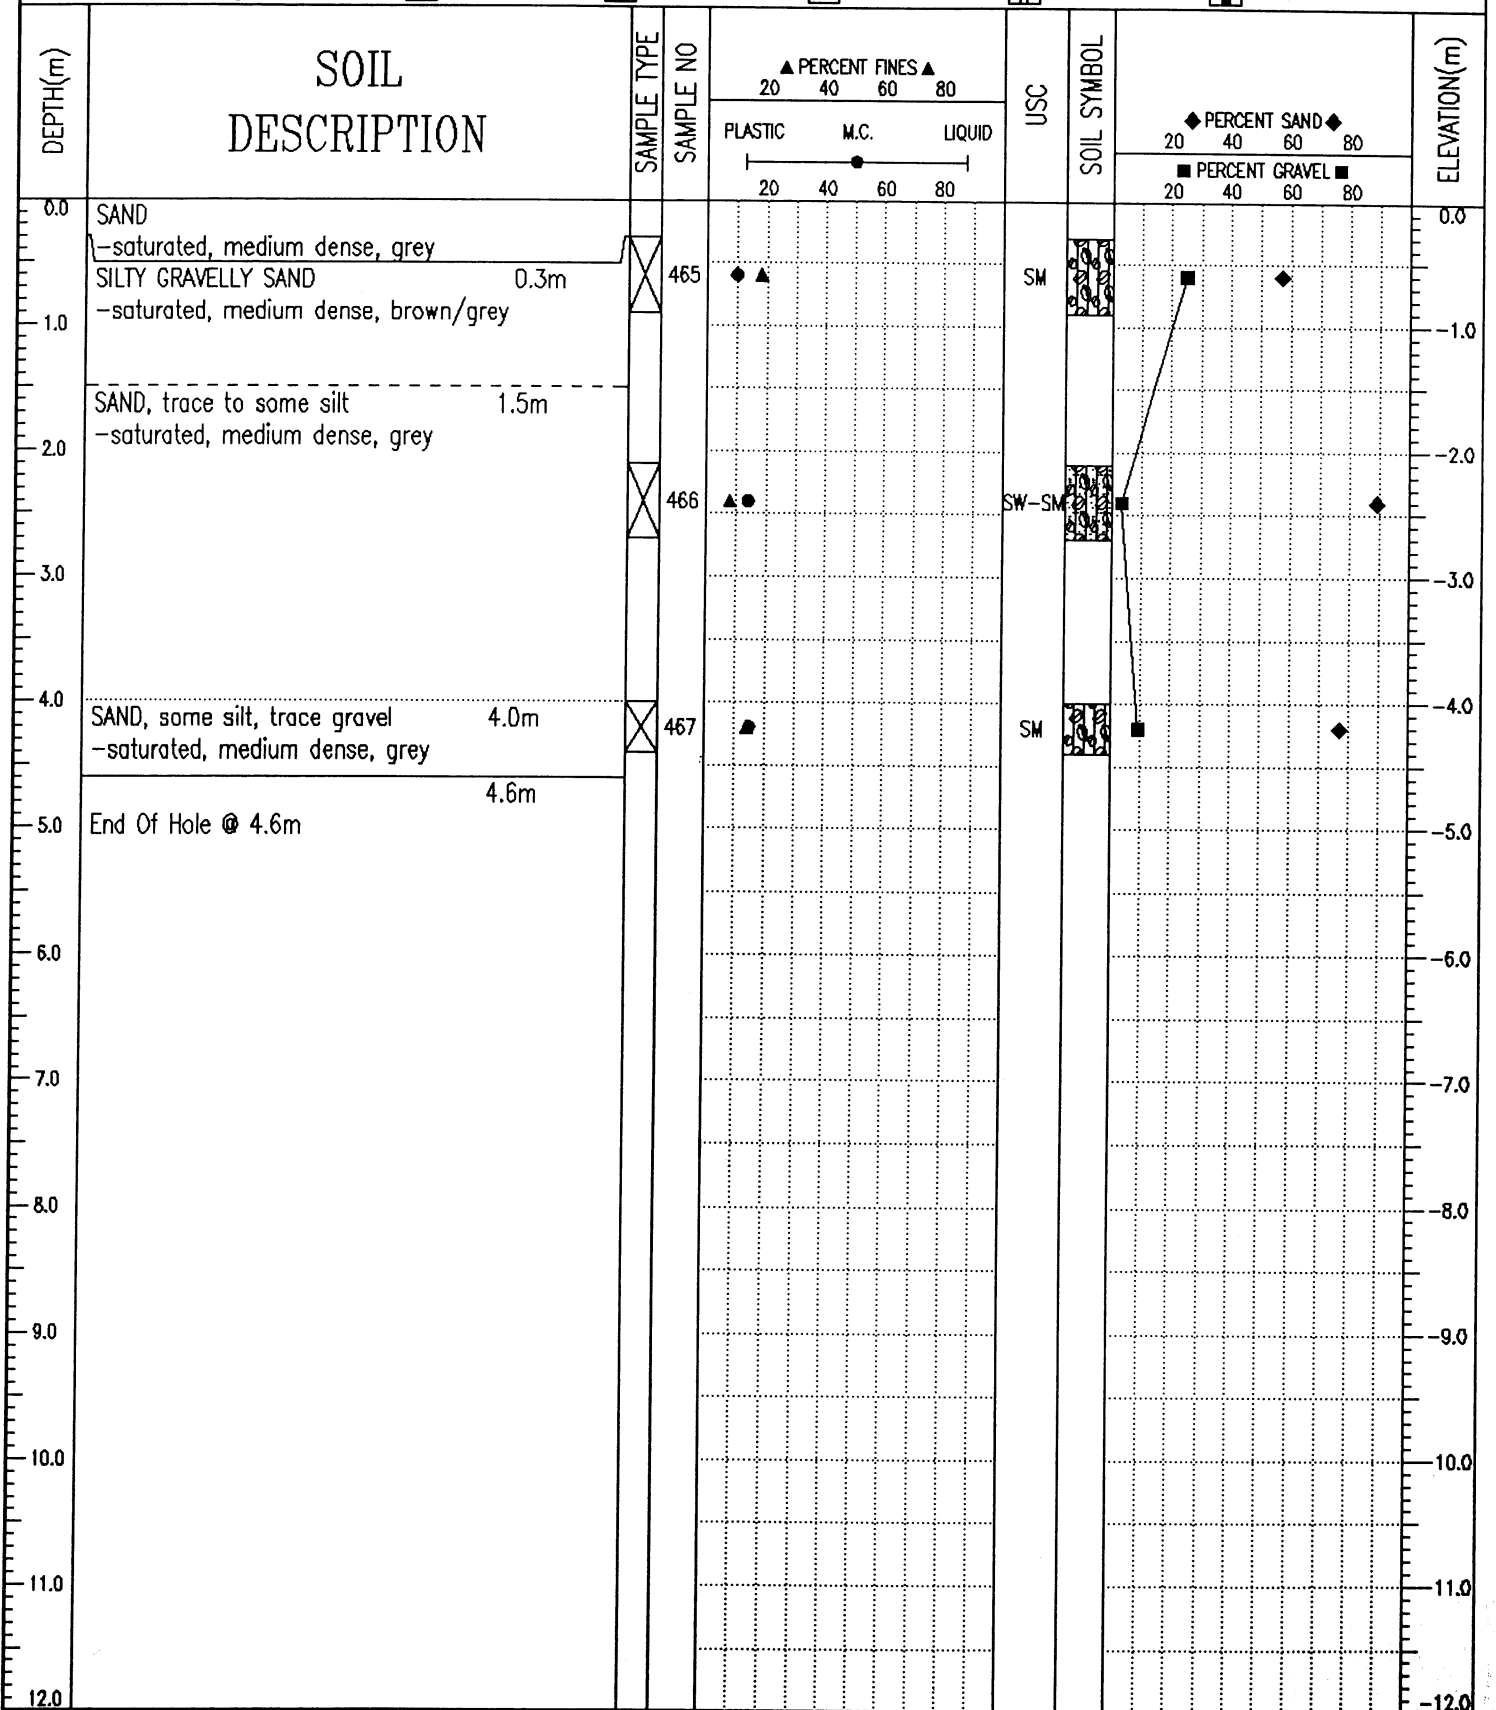 DEPTH(m)
SOIL
DESCRIPTION
SAMPLE TYPE
SAMPLE NO
▲ PERCENT FINES ▲
20 40 60 80
PLASTIC M.C. LIQUID
20 40 60 80
USC
SOIL SYMBOL
◆ PERCENT SAND ◆
20 40 60 80
■ PERCENT GRAVEL ■
20 40 60 80
ELEVATION(m)
0.0
SAND
-saturated, medium dense, grey
SILTY GRAVELLY SAND 0.3m
-saturated, medium dense, brown/grey
465
SM
0.0
1.0
-1.0
SAND, trace to some silt 1.5m
-saturated, medium dense, grey
2.0
-2.0
466
SW-SM
3.0
-3.0
4.0
-4.0
SAND, some silt, trace gravel 4.0m
-saturated, medium dense, grey
467
SM
4.6m
End Of Hole @ 4.6m
5.0
-5.0
6.0
-6.0
7.0
-7.0
8.0
-8.0
9.0
-9.0
10.0
-10.0
11.0
-11.0
12.0
-12.0